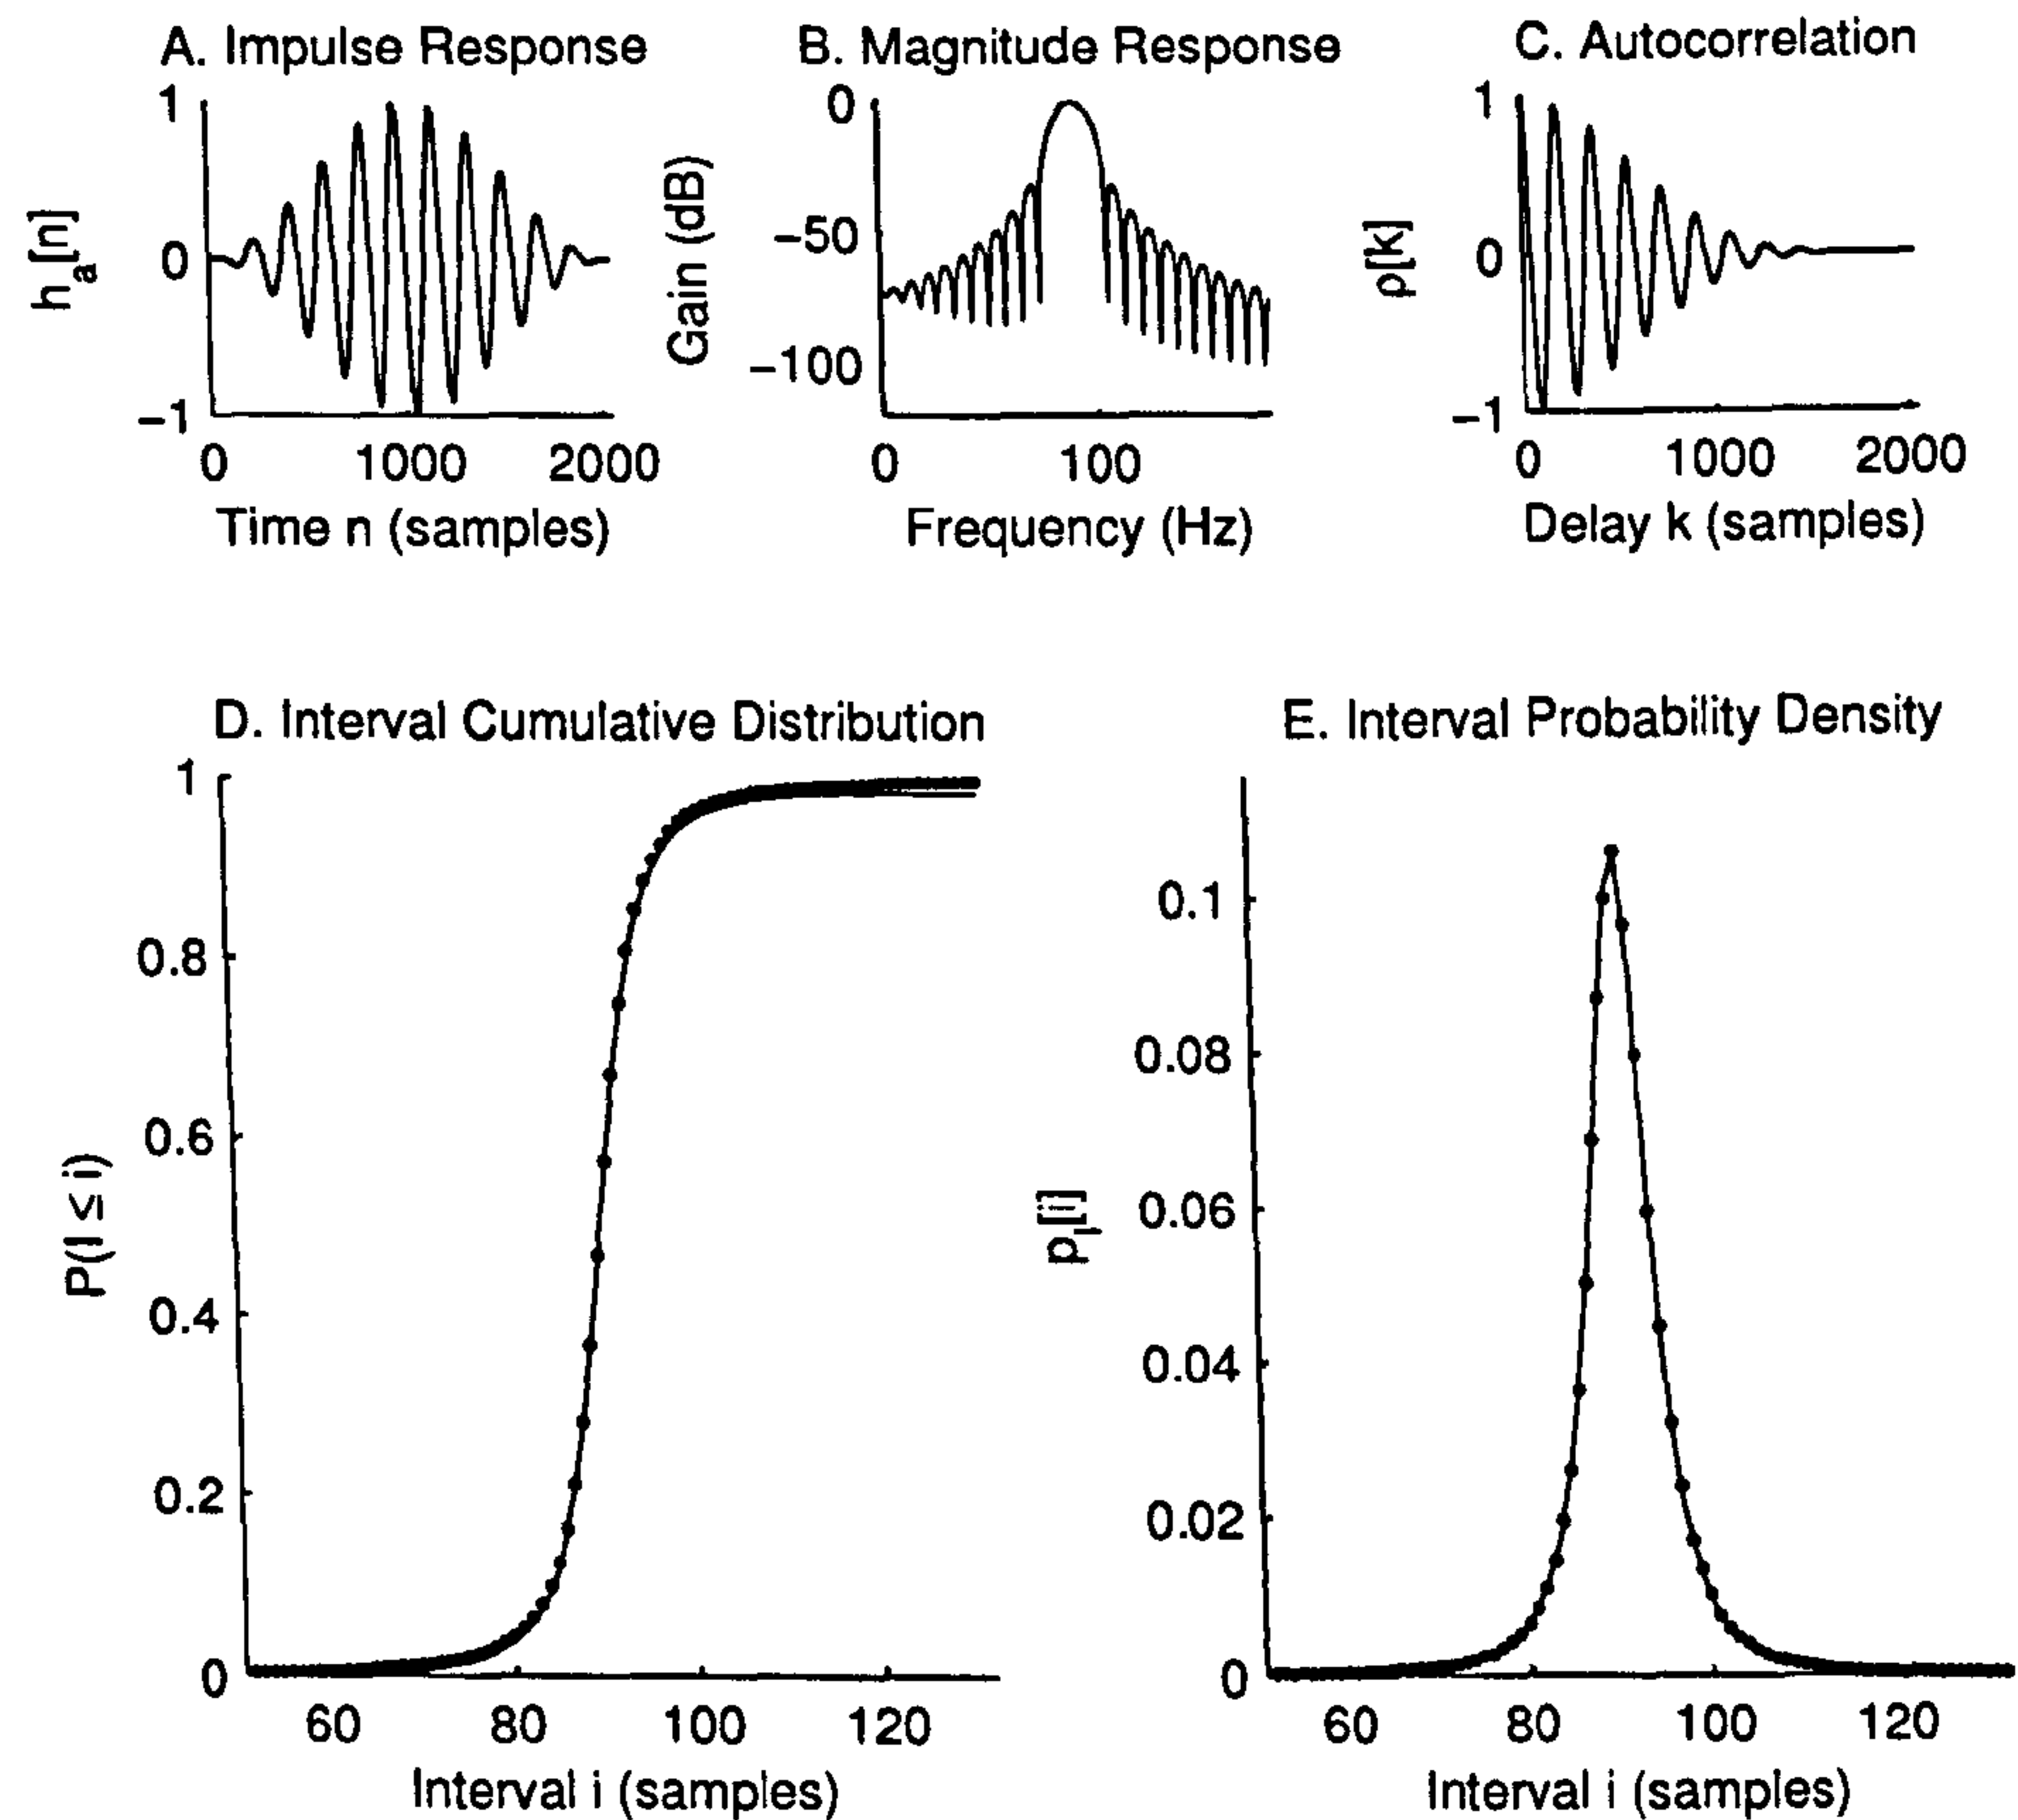 A. Impulse Response
B. Magnitude Response
C. Autocorrelation
1
0
-1
h_a[n]
0 1000 2000
Time n (samples)
0
-50
-100
Gain (dB)
0 100
Frequency (Hz)
1
0
-1
ρ[k]
0 1000 2000
Delay k (samples)
D. Interval Cumulative Distribution
1
0.8
0.6
0.4
0.2
0
P(I ≤ i)
60 80 100 120
Interval i (samples)
E. Interval Probability Density
0.1
0.08
0.06
0.04
0.02
0
p_I[i]
60 80 100 120
Interval i (samples)